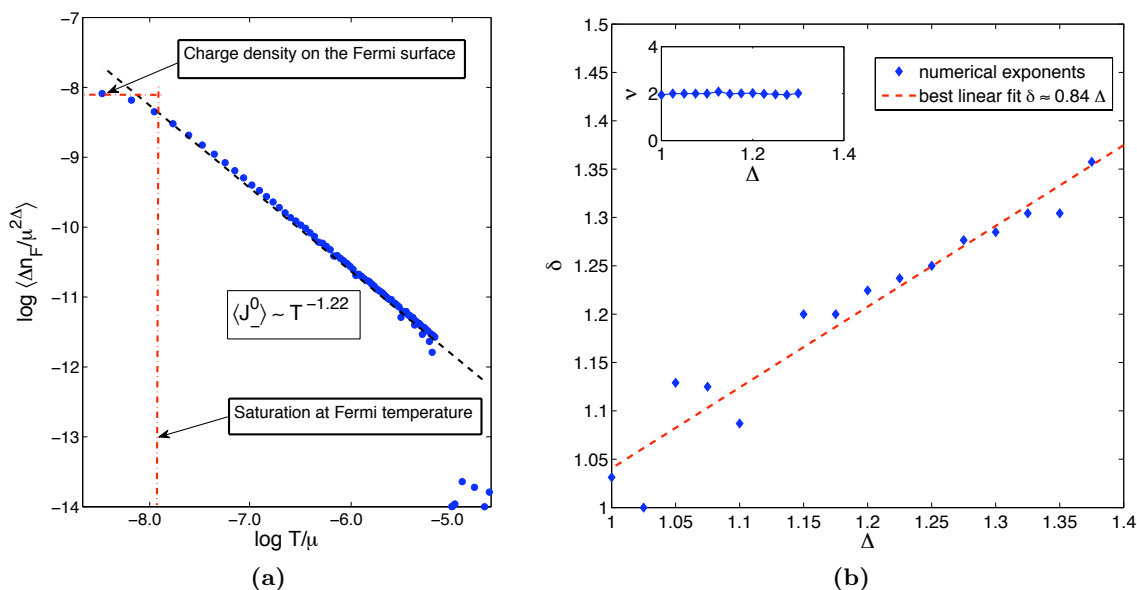 −7
−8
−9
−10
−11
−12
−13
−14
−8.0
−7.0
−6.0
−5.0
log T/μ
log ⟨Δn_F/μ^{2Δ}⟩
Charge density on the Fermi surface
⟨J_−^0⟩ ~ T^{−1.22}
Saturation at Fermi temperature
(a)
1.5
1.45
1.4
1.35
1.3
1.25
1.2
1.15
1.1
1.05
1
δ
1
1.05
1.1
1.15
1.2
1.25
1.3
1.35
1.4
Δ
4
2
0
ν
1
1.2
1.4
Δ
numerical exponents
best linear fit δ ≈ 0.84 Δ
(b)